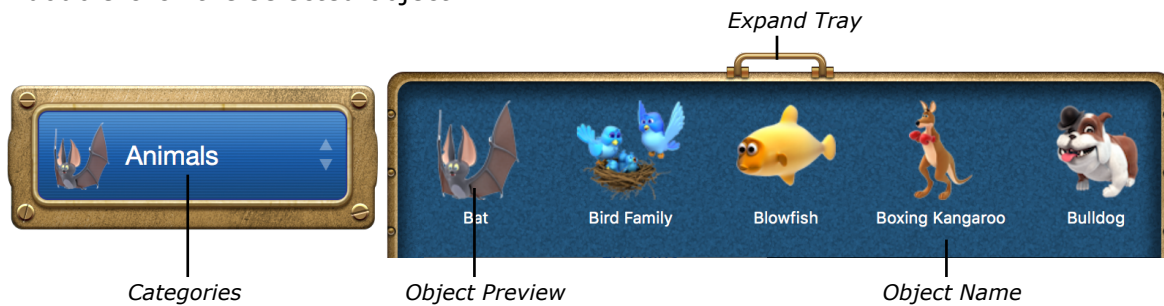 Expand Tray
Animals
Bat
Bird Family
Blowfish
Boxing Kangaroo
Bulldog
Categories
Object Preview
Object Name